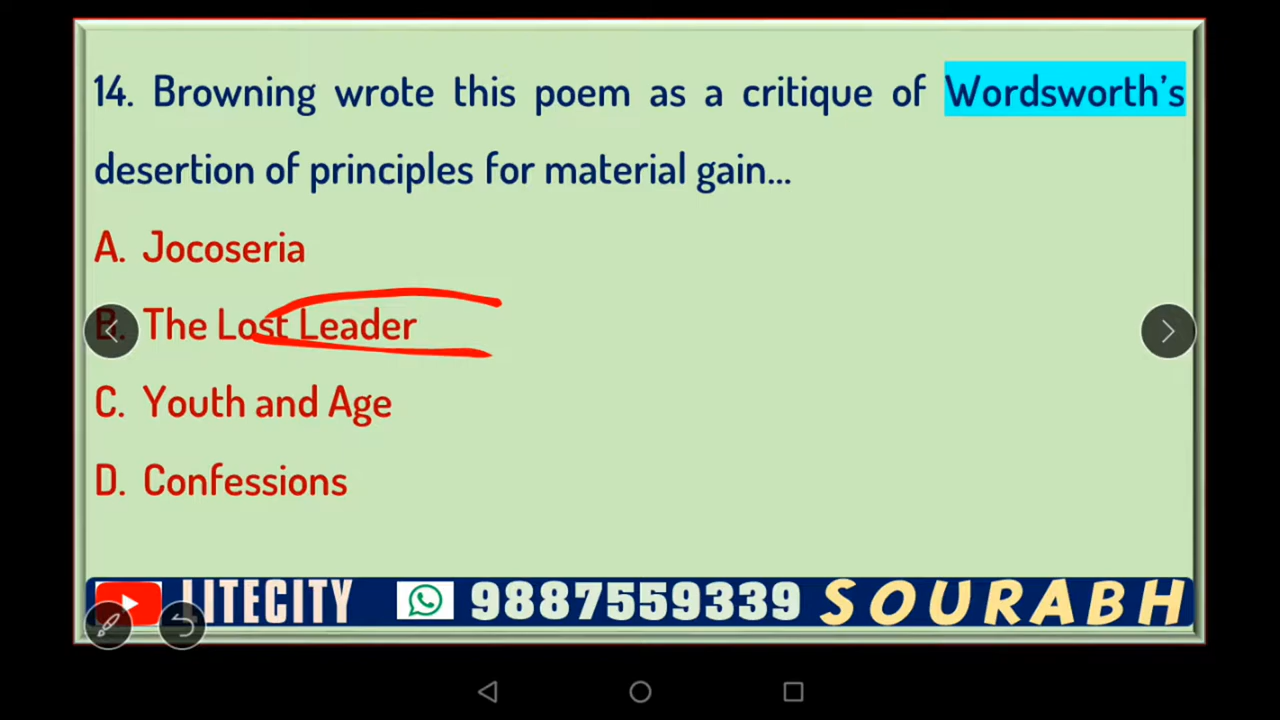 14. Browning wrote this poem as a critique of Wordsworth's
desertion of principles for material gain...
A. Jocoseria
B. The Lost Leader
C. Youth and Age
D. Confessions
LITECITY 9887559339 SOURABH